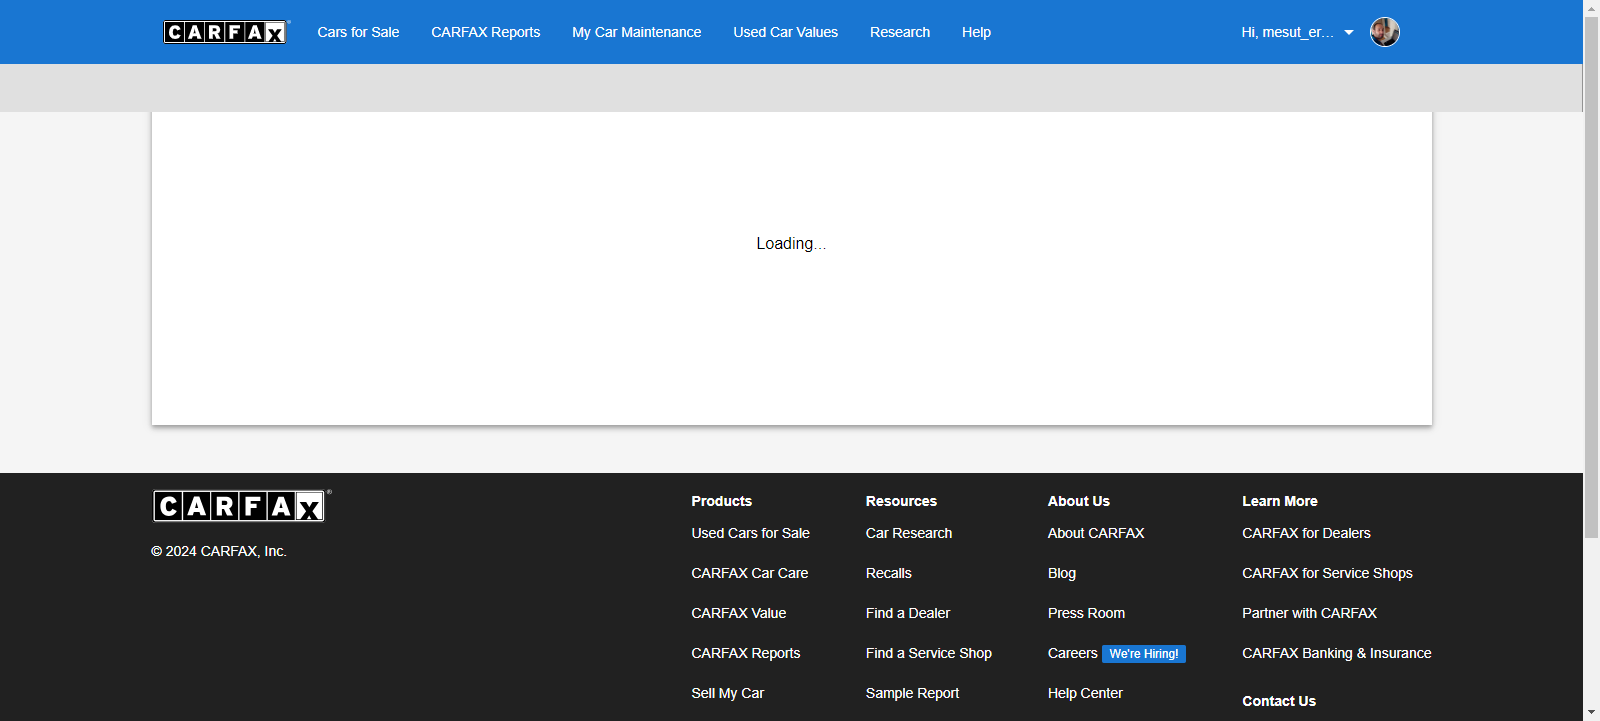 CARFAX® Cars for Sale CARFAX Reports My Car Maintenance Used Car Values Research Help Hi, mesut_er...
Loading...
CARFAX®
© 2024 CARFAX, Inc.
Products
Used Cars for Sale
CARFAX Car Care
CARFAX Value
CARFAX Reports
Sell My Car
Resources
Car Research
Recalls
Find a Dealer
Find a Service Shop
Sample Report
About Us
About CARFAX
Blog
Press Room
Careers We're Hiring!
Help Center
Learn More
CARFAX for Dealers
CARFAX for Service Shops
Partner with CARFAX
CARFAX Banking & Insurance
Contact Us